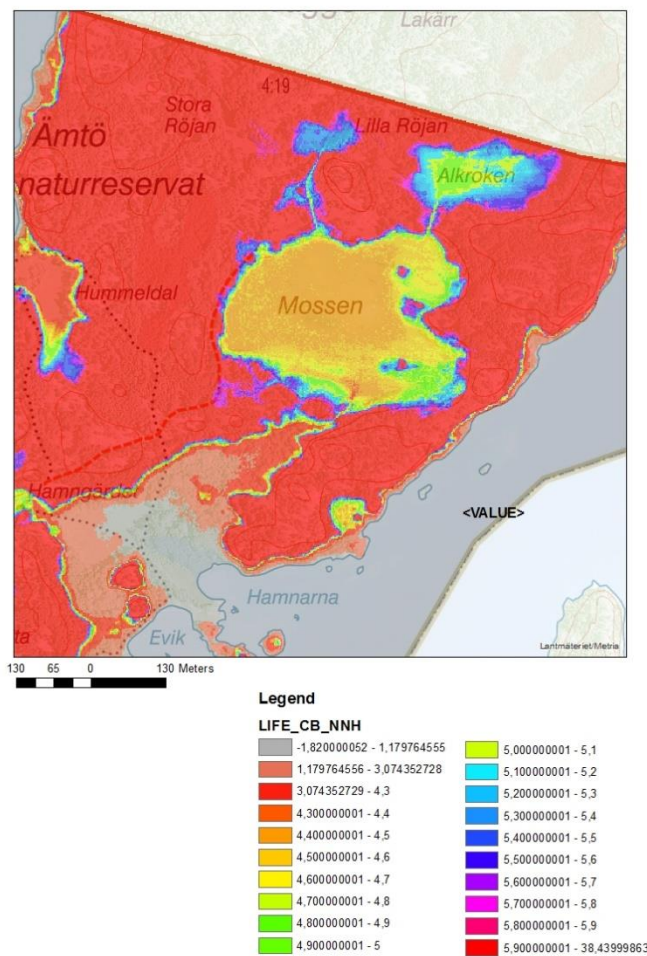 Lakärr
4:19
Stora
Röjan
Lilla Röjan
Ämtö
naturreservat
Alkroken
Hummeldal
Mossen
Hamngärdet
<VALUE>
Hamnarna
Evik
ta
Lantmäteriet/Metria
130 65 0 130 Meters
Legend
LIFE_CB_NNH
-1,820000052 - 1,179764555
1,179764556 - 3,074352728
3,074352729 - 4,3
4,300000001 - 4,4
4,400000001 - 4,5
4,500000001 - 4,6
4,600000001 - 4,7
4,700000001 - 4,8
4,800000001 - 4,9
4,900000001 - 5
5,000000001 - 5,1
5,100000001 - 5,2
5,200000001 - 5,3
5,300000001 - 5,4
5,400000001 - 5,5
5,500000001 - 5,6
5,600000001 - 5,7
5,700000001 - 5,8
5,800000001 - 5,9
5,900000001 - 38,43999863